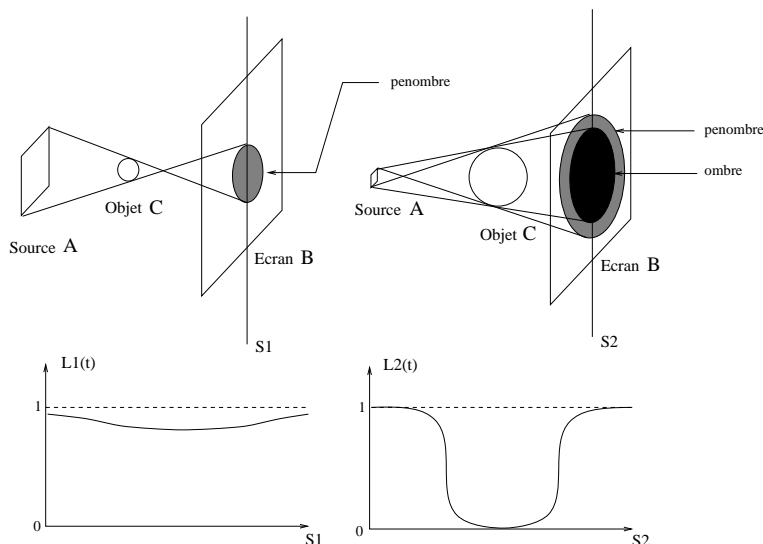 penombre
Objet C
Source A
Ecran B
S1
penombre
ombre
Source A
Objet C
Ecran B
S2
L1(t)
1
0
S1
L2(t)
1
0
S2